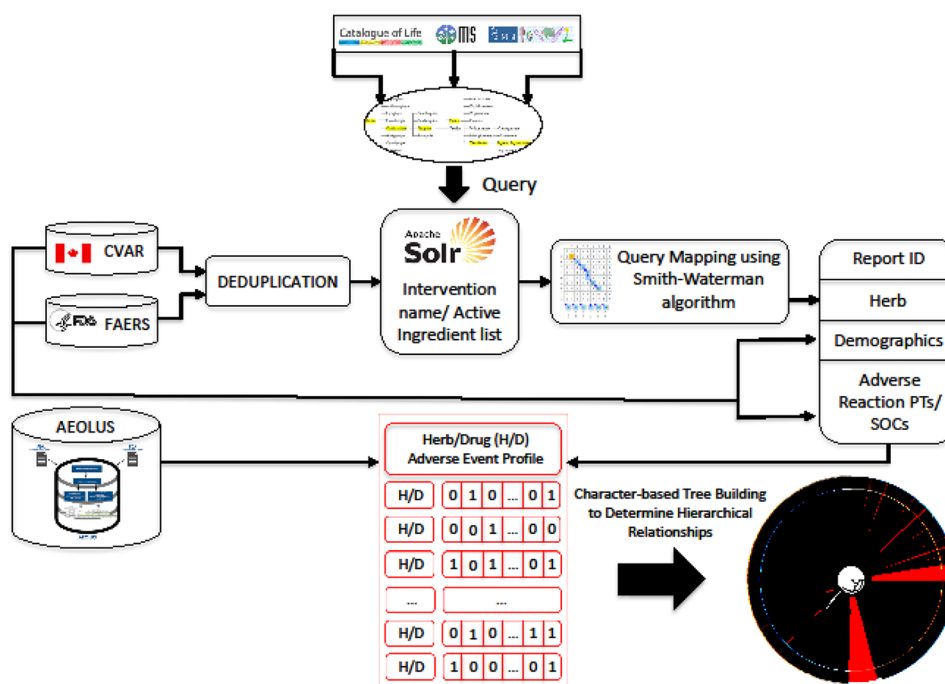 Catalogue of Life
MS
Query
CVAR
FAERS
FDA
DEDUPLICATION
Apache
Solr
Intervention
name/ Active
Ingredient list
Query Mapping using
Smith-Waterman
algorithm
Report ID
Herb
Demographics
Adverse
Reaction PTs/
SOCs
AEOLUS
Herb/Drug (H/D)
Adverse Event Profile
H/D 0 1 0 ... 0 1
H/D 0 0 1 ... 0 0
H/D 1 0 1 ... 0 1
... ...
H/D 0 1 0 ... 1 1
H/D 1 0 0 ... 0 1
Character-based Tree Building
to Determine Hierarchical
Relationships